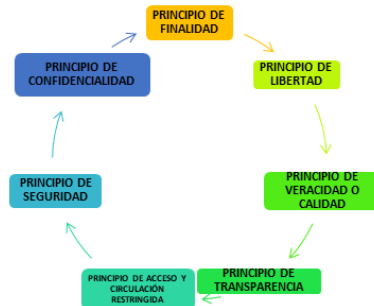 PRINCIPIO DE
FINALIDAD
PRINCIPIO DE
LIBERTAD
PRINCIPIO DE
VERACIDAD O
CALIDAD
PRINCIPIO DE
TRANSPARENCIA
PRINCIPIO DE ACCESO Y
CIRCULACIÓN
RESTRINGIDA
PRINCIPIO DE
SEGURIDAD
PRINCIPIO DE
CONFIDENCIALIDAD